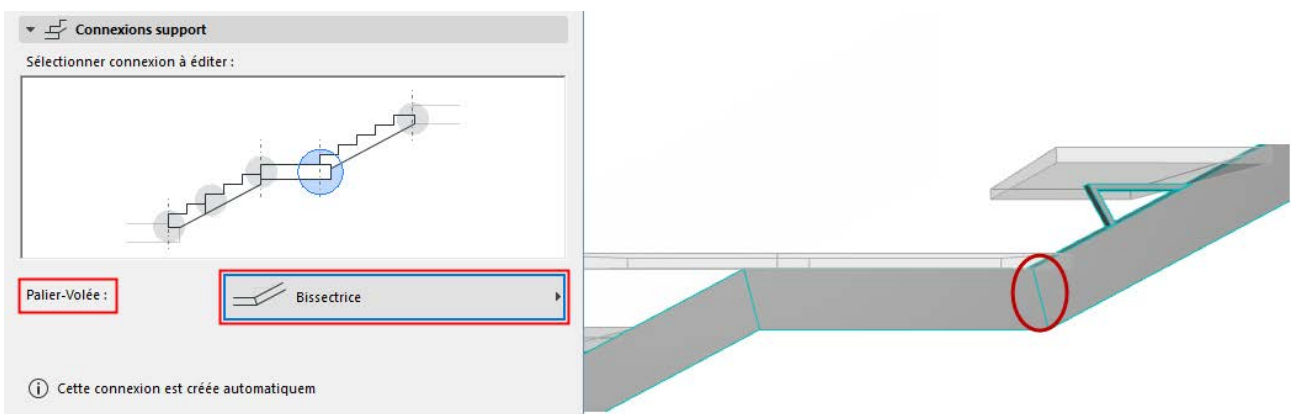 Connexions support
Sélectionner connexion à éditer :
Palier-Volée :
Bissectrice
Cette connexion est créée automatiquem